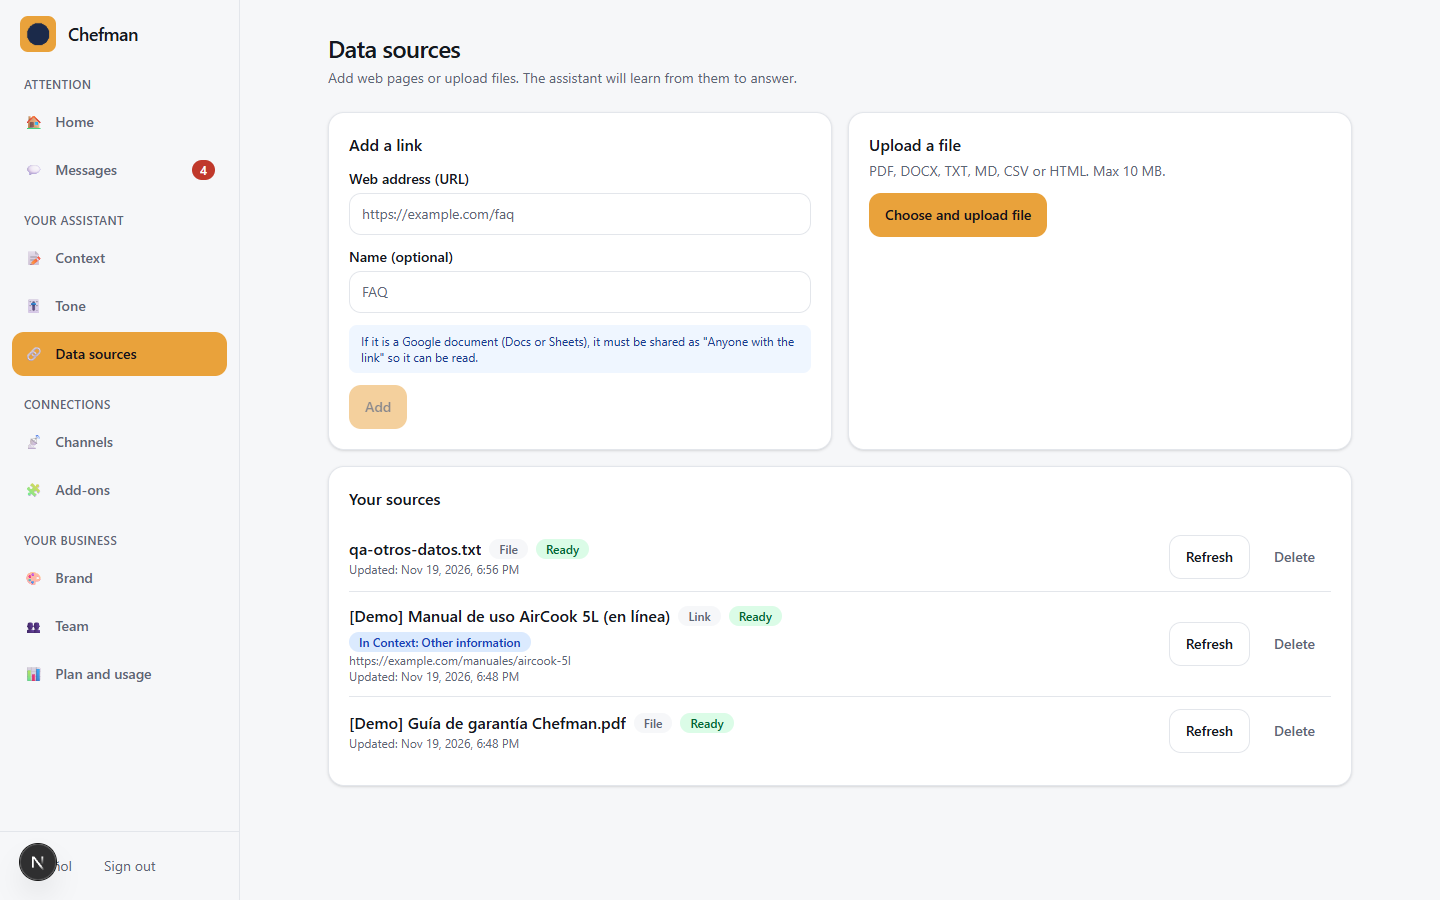 Chefman
ATTENTION
Home
Messages
4
YOUR ASSISTANT
Context
Tone
Data sources
CONNECTIONS
Channels
Add-ons
YOUR BUSINESS
Brand
Team
Plan and usage
N
Sign out
Data sources
Add web pages or upload files. The assistant will learn from them to answer.
Add a link
Web address (URL)
https://example.com/faq
Name (optional)
FAQ
If it is a Google document (Docs or Sheets), it must be shared as "Anyone with the
link" so it can be read.
Add
Upload a file
PDF, DOCX, TXT, MD, CSV or HTML. Max 10 MB.
Choose and upload file
Your sources
qa-otros-datos.txt File Ready
Updated: Nov 19, 2026, 6:56 PM
Refresh Delete
[Demo] Manual de uso AirCook 5L (en línea) Link Ready
In Context: Other information
https://example.com/manuales/aircook-5l
Updated: Nov 19, 2026, 6:48 PM
Refresh Delete
[Demo] Guía de garantía Chefman.pdf File Ready
Updated: Nov 19, 2026, 6:48 PM
Refresh Delete